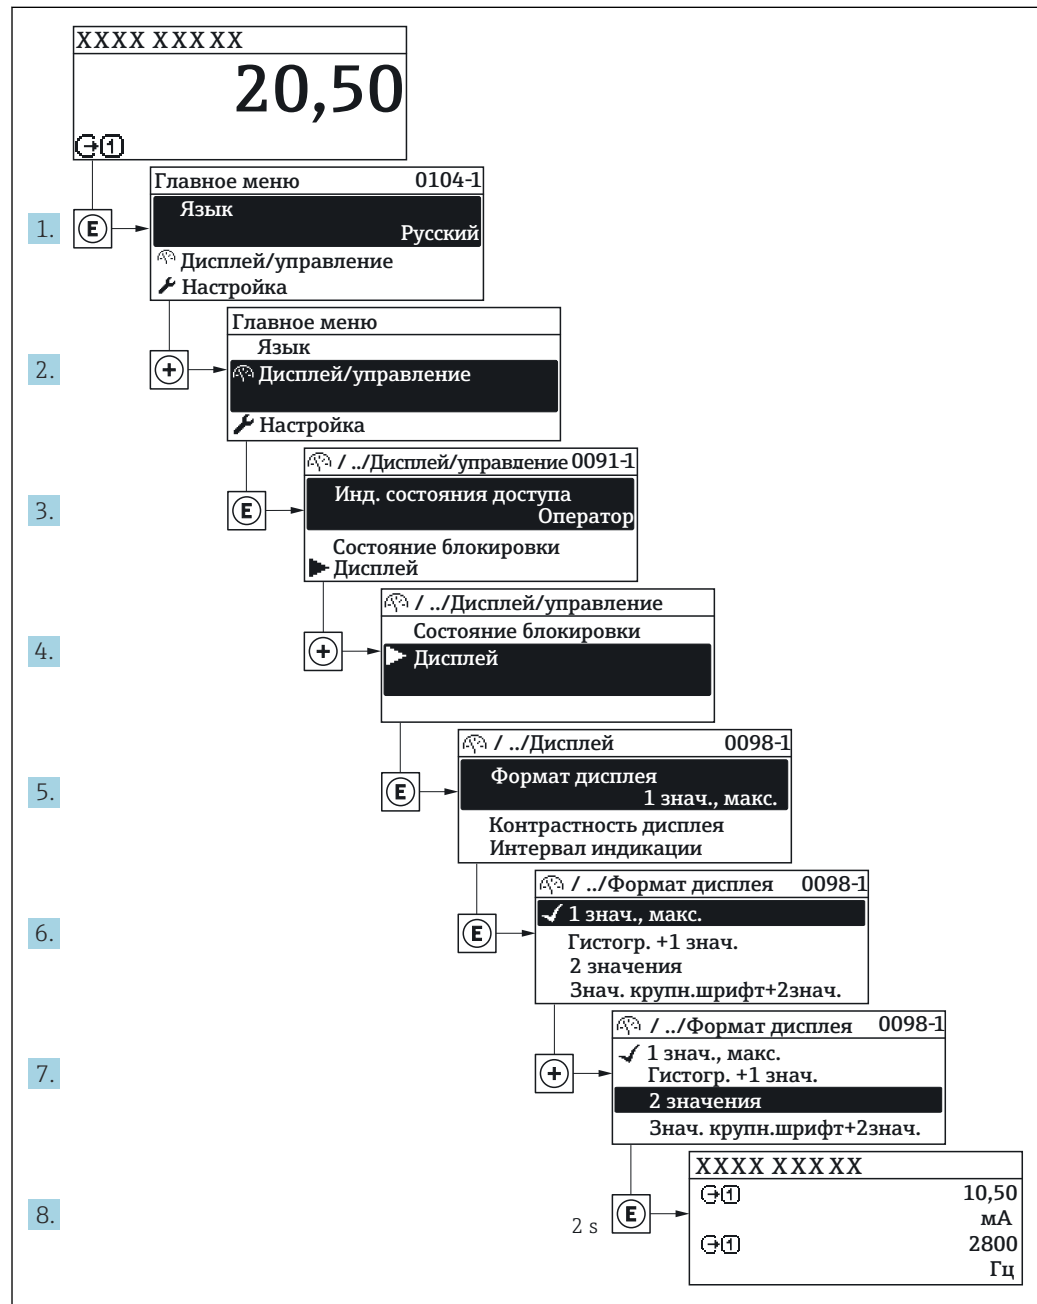 XXXX XXXXX
20,50
1
Главное меню 0104-1
Язык
Русский
1. E
Дисплей/управление
Настройка
Главное меню
Язык
2. + Дисплей/управление
Настройка
/ ../Дисплей/управление 0091-1
Инд. состояния доступа
Оператор
3. E
Состояние блокировки
Дисплей
/ ../Дисплей/управление
Состояние блокировки
4. + Дисплей
/ ../Дисплей 0098-1
Формат дисплея
1 знач., макс.
5. E
Контрастность дисплея
Интервал индикации
/ ../Формат дисплея 0098-1
✓ 1 знач., макс.
6. E
Гистогр. +1 знач.
2 значения
Знач. крупн.шрифт+2знач.
/ ../Формат дисплея 0098-1
✓ 1 знач., макс.
7. + Гистогр. +1 знач.
2 значения
Знач. крупн.шрифт+2знач.
XXXX XXXXX
1 10,50
8. 2 s E мА
1 2800
Гц